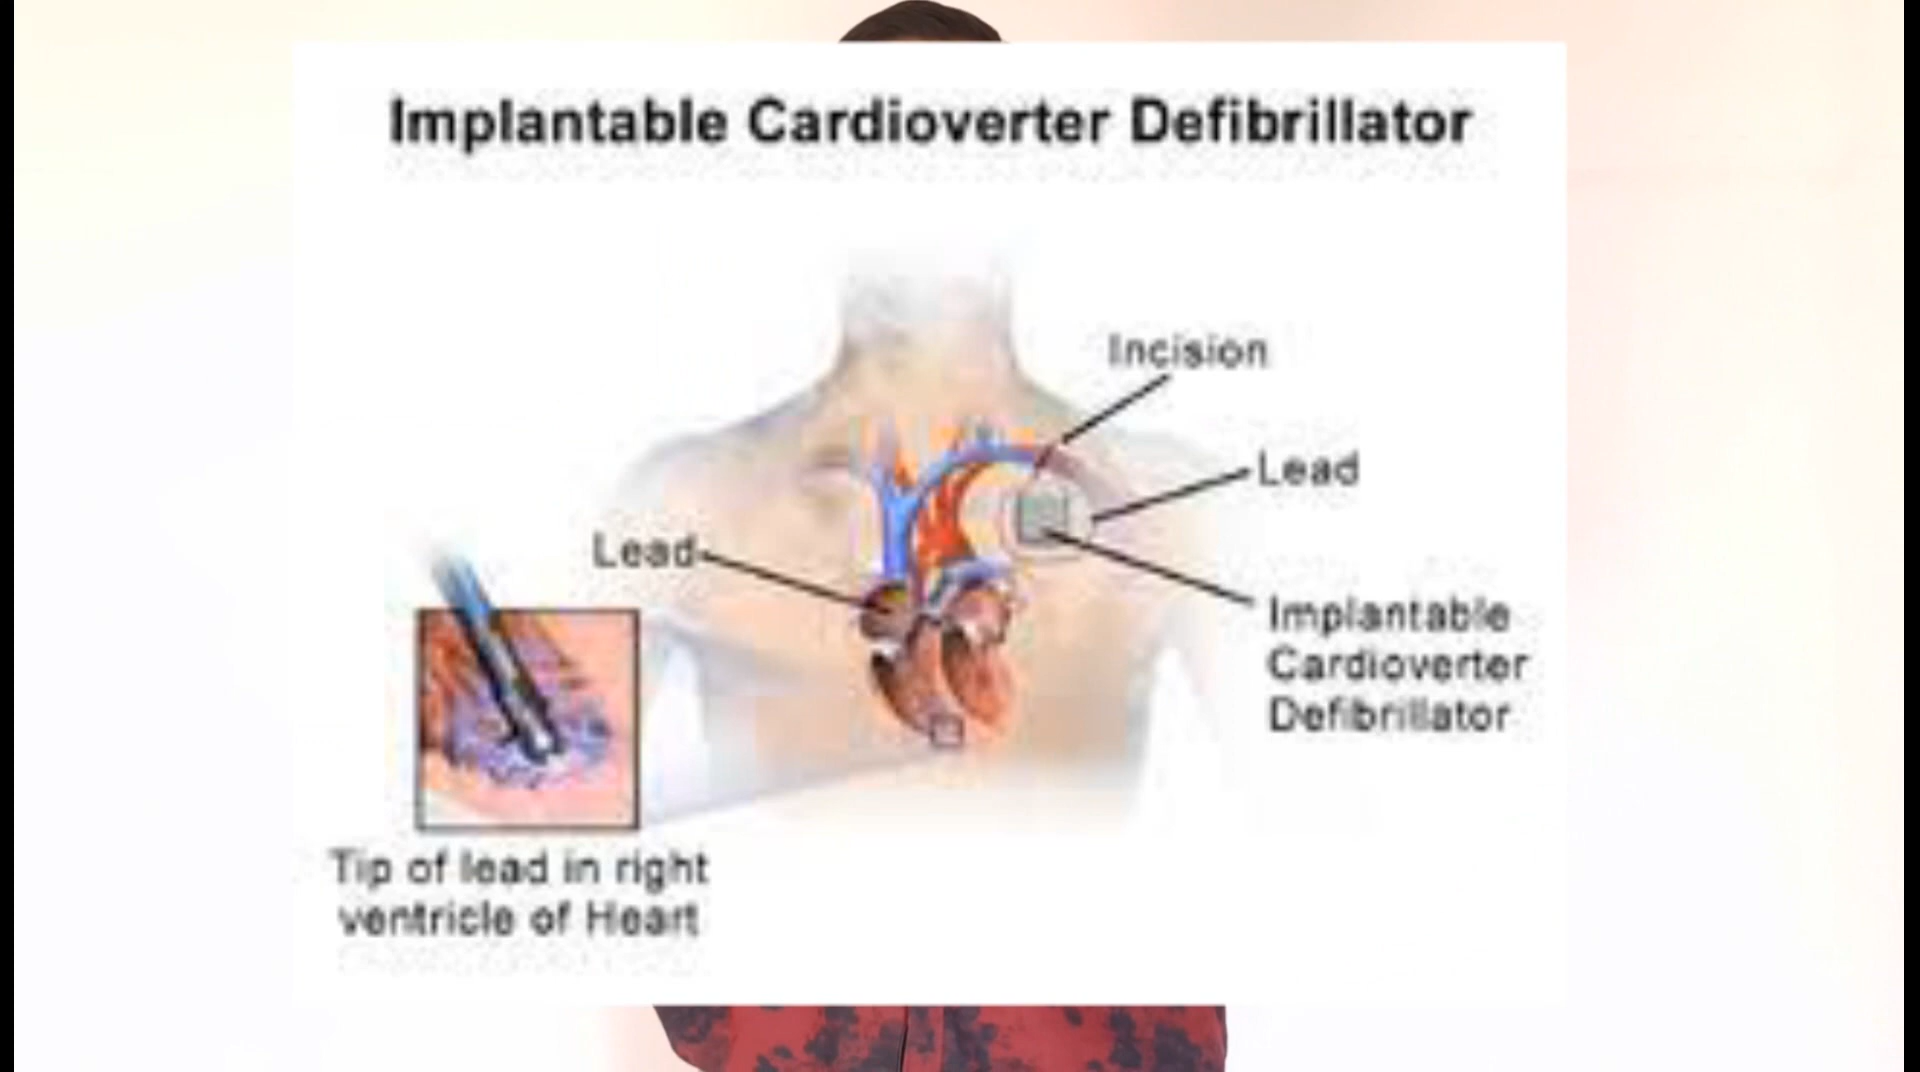 Implantable Cardioverter Defibrillator
Incision
Lead
Lead
Implantable
Cardioverter
Defibrillator
Tip of lead in right
ventricle of Heart